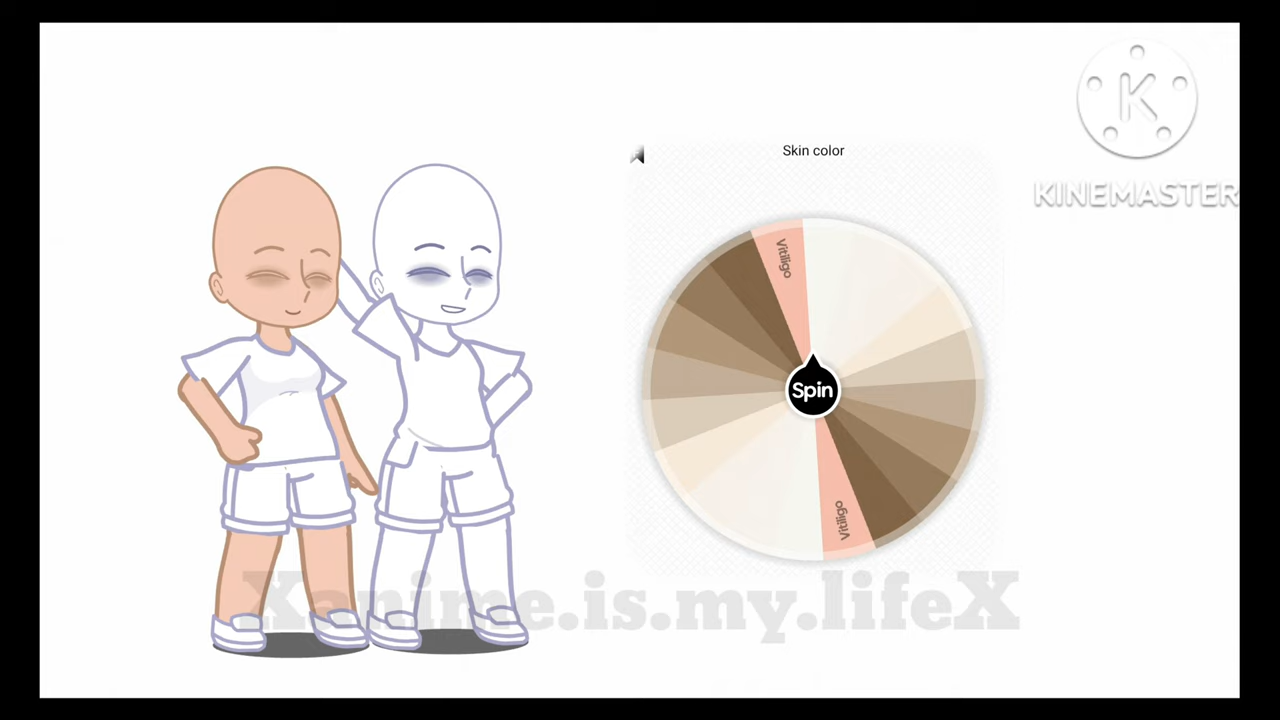 Skin color
K
KINEMASTER
Vitiligo
Spin
Vitiligo
Xanime.is.my.lifeX